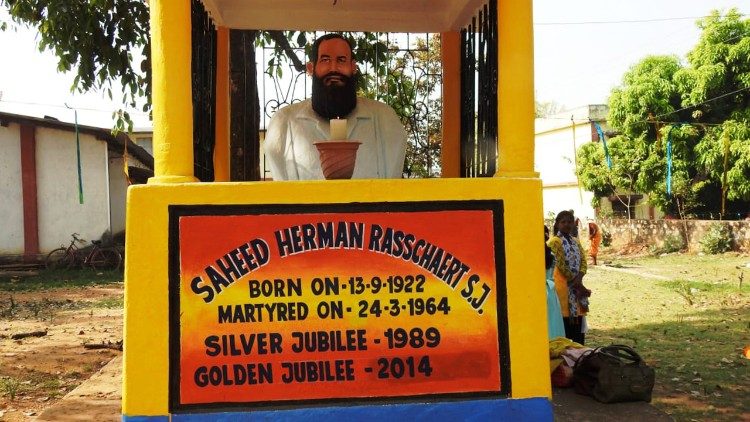 SAHEED HERMAN RASSCHAERT S.J.
BORN ON-13-9-1922
MARTYRED ON-24-3-1964
SILVER JUBILEE-1989
GOLDEN JUBILEE-2014